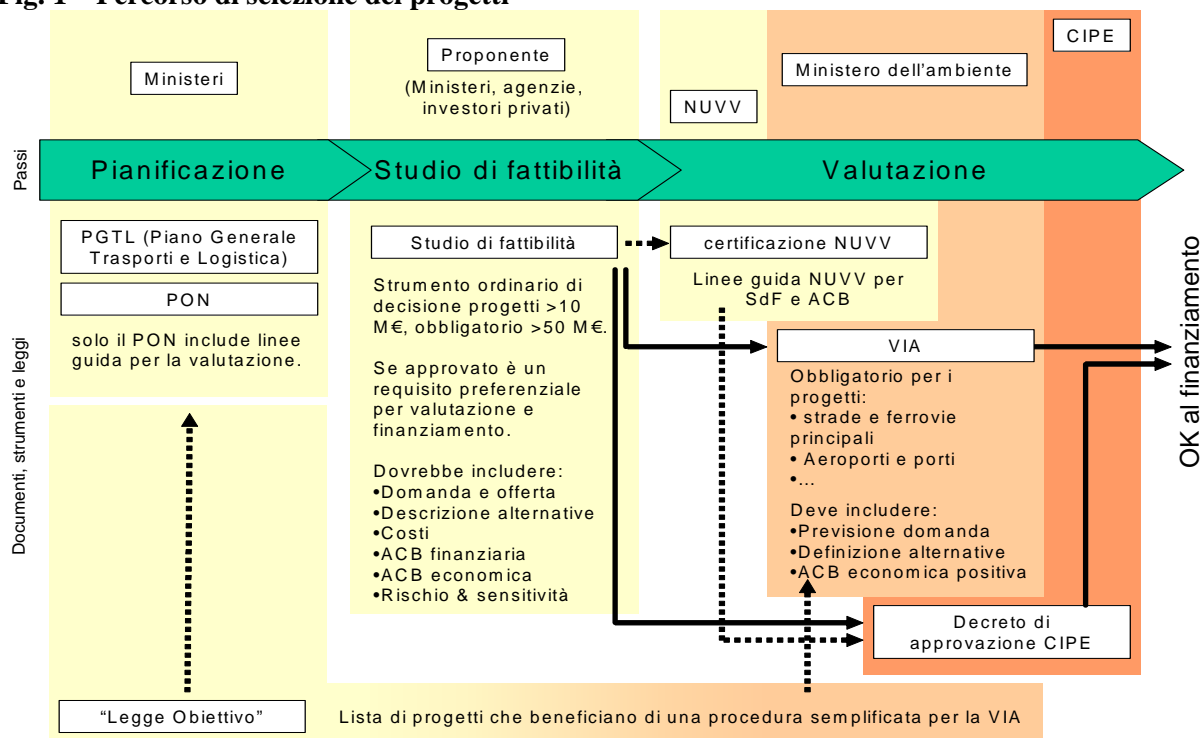 Fig. 1 – Percorso di selezione dei progetti
Ministeri
Proponente
(Ministeri, agenzie,
investori privati)
NUVV
Ministero dell'ambiente
CIPE
Passi
Pianificazione
Studio di fattibilità
Valutazione
Documenti, strumenti e leggi
PGTL (Piano Generale
Trasporti e Logistica)
PON
solo il PON include linee
guida per la valutazione.
Studio di fattibilità
Strumento ordinario di
decisione progetti >10
M€, obbligatorio >50 M€.
Se approvato è un
requisito preferenziale
per valutazione e
finanziamento.
Dovrebbe includere:
•Domanda e offerta
•Descrizione alternative
•Costi
•ACB finanziaria
•ACB economica
•Rischio & sensitività
certificazione NUVV
Linee guida NUVV per
SdF e ACB
VIA
Obbligatorio per i
progetti:
• strade e ferrovie
principali
• Aeroporti e porti
•...
Deve includere:
•Previsione domanda
•Definizione alternative
•ACB economica positiva
Decreto di
approvazione CIPE
OK al finanziamento
“Legge Obiettivo”
Lista di progetti che beneficiano di una procedura semplificata per la VIA